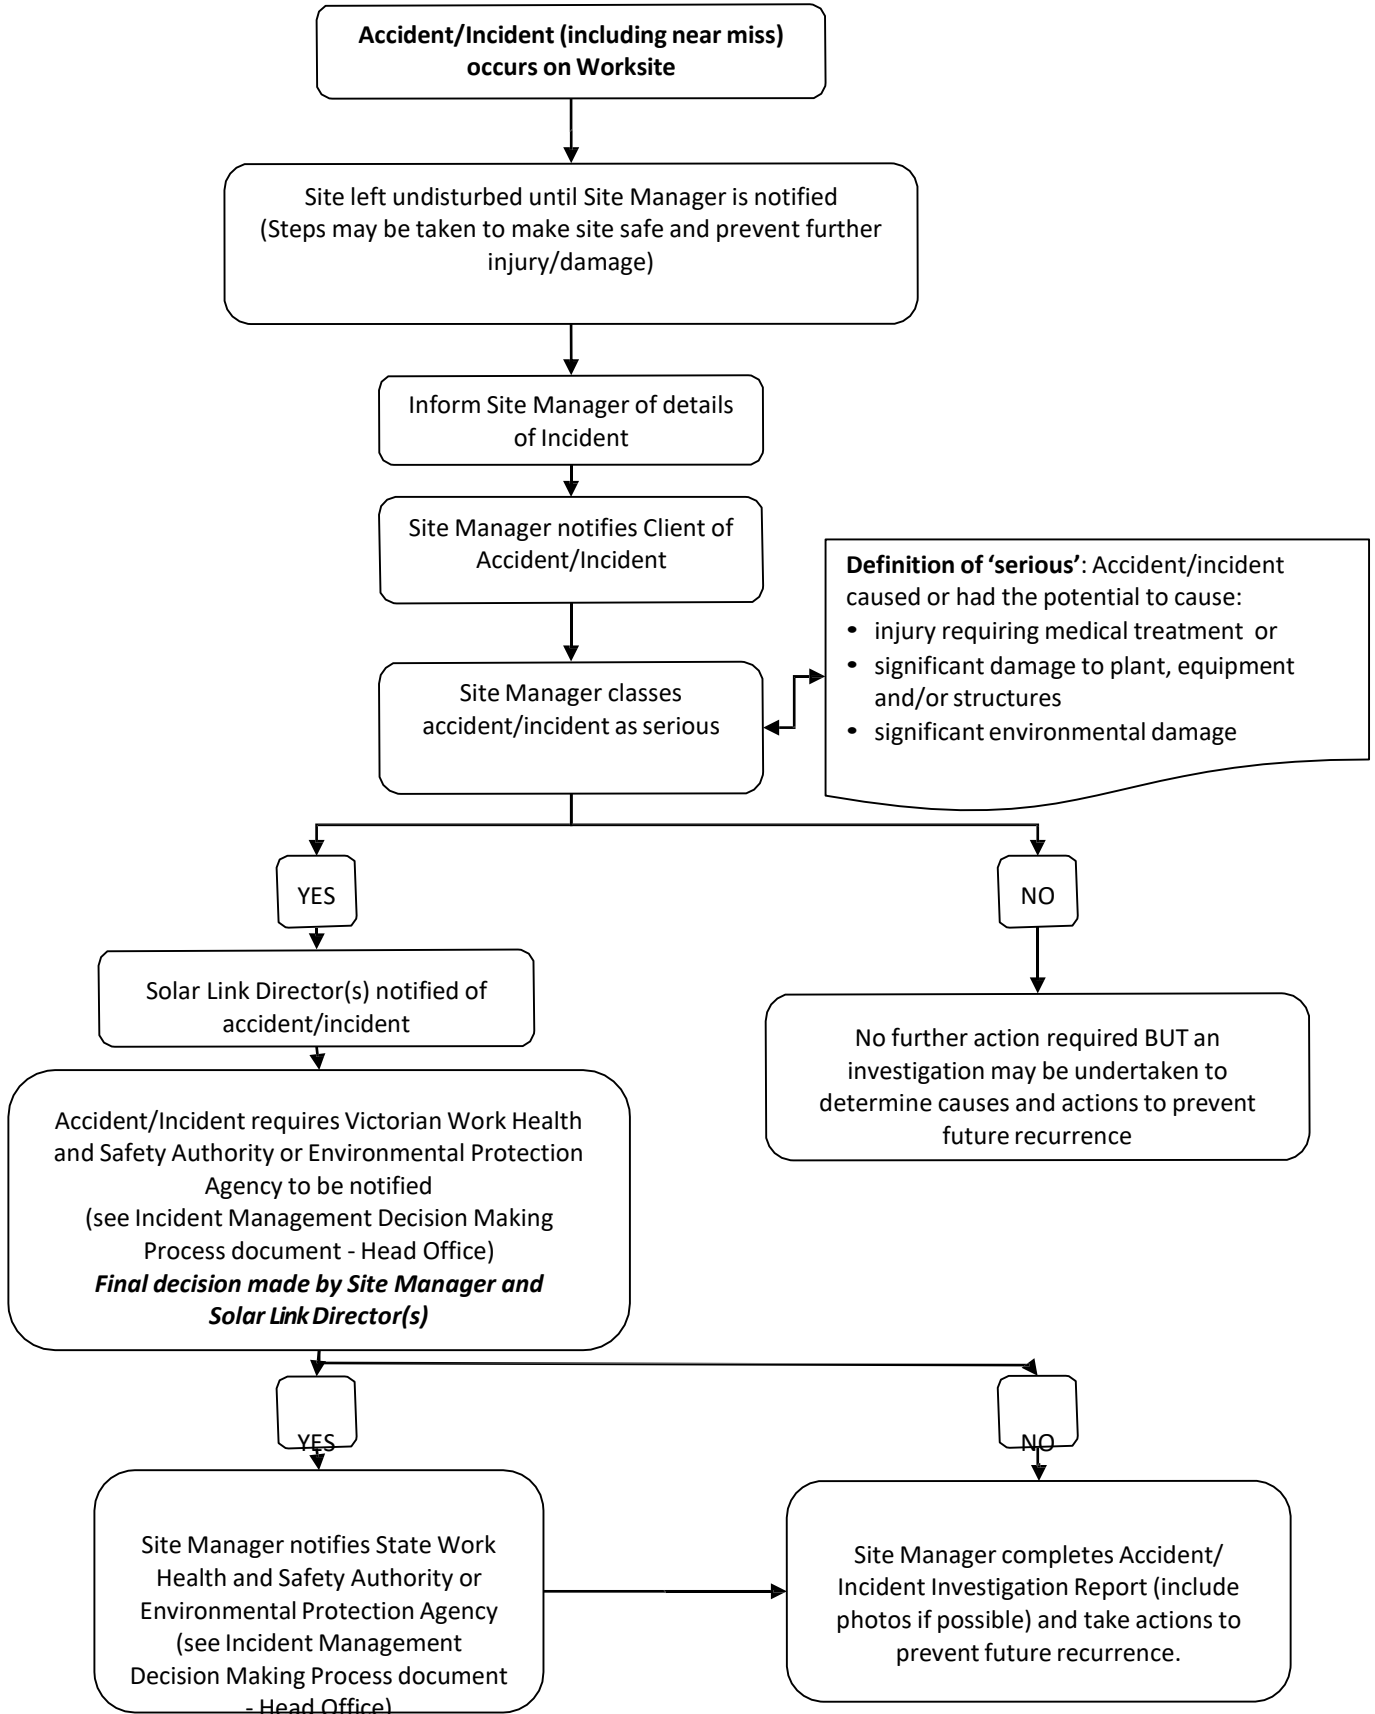 Accident/Incident (including near miss)
occurs on Worksite
Site left undisturbed until Site Manager is notified
(Steps may be taken to make site safe and prevent further
injury/damage)
Inform Site Manager of details
of Incident
Site Manager notifies Client of
Accident/Incident
Definition of ‘serious’: Accident/incident
caused or had the potential to cause:
• injury requiring medical treatment or
• significant damage to plant, equipment
and/or structures
• significant environmental damage
Site Manager classes
accident/incident as serious
YES
NO
Solar Link Director(s) notified of
accident/incident
No further action required BUT an
investigation may be undertaken to
determine causes and actions to prevent
future recurrence
Accident/Incident requires Victorian Work Health
and Safety Authority or Environmental Protection
Agency to be notified
(see Incident Management Decision Making
Process document - Head Office)
Final decision made by Site Manager and
Solar Link Director(s)
YES
NO
Site Manager notifies State Work
Health and Safety Authority or
Environmental Protection Agency
(see Incident Management
Decision Making Process document
- Head Office)
Site Manager completes Accident/
Incident Investigation Report (include
photos if possible) and take actions to
prevent future recurrence.